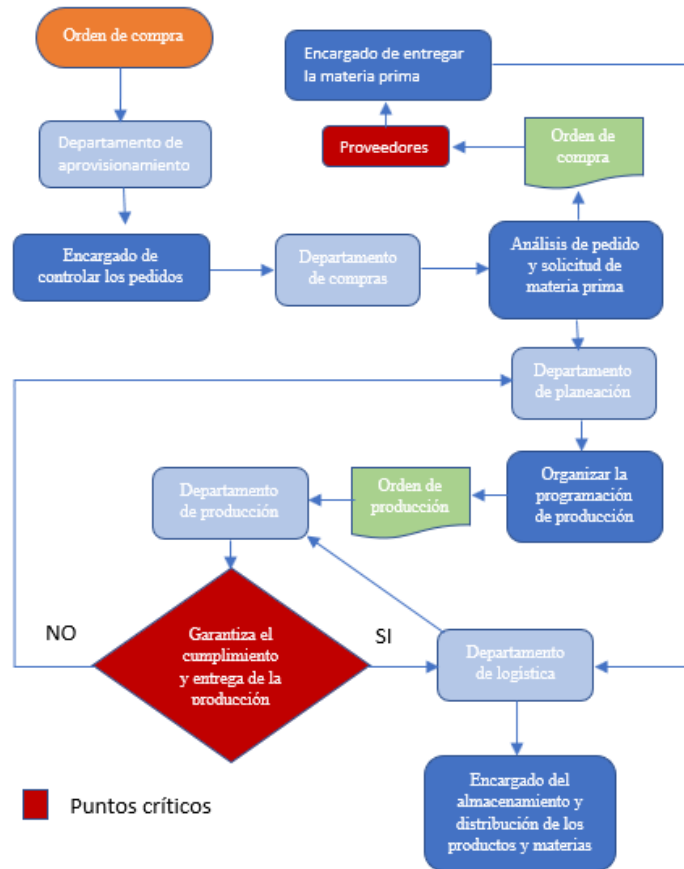 Orden de compra
Departamento de
aprovisionamiento
Encargado de
controlar los pedidos
Departamento
de compras
Análisis de pedido
y solicitud de
materia prima
Orden de
compra
Proveedores
Encargado de entregar
la materia prima
Departamento
de planeación
Organizar la
programación
de producción
Orden de
producción
Departamento
de producción
Garantiza el
cumplimiento
y entrega de la
producción
NO
SI
Departamento
de logística
Encargado del
almacenamiento y
distribución de los
productos y materias
Puntos críticos